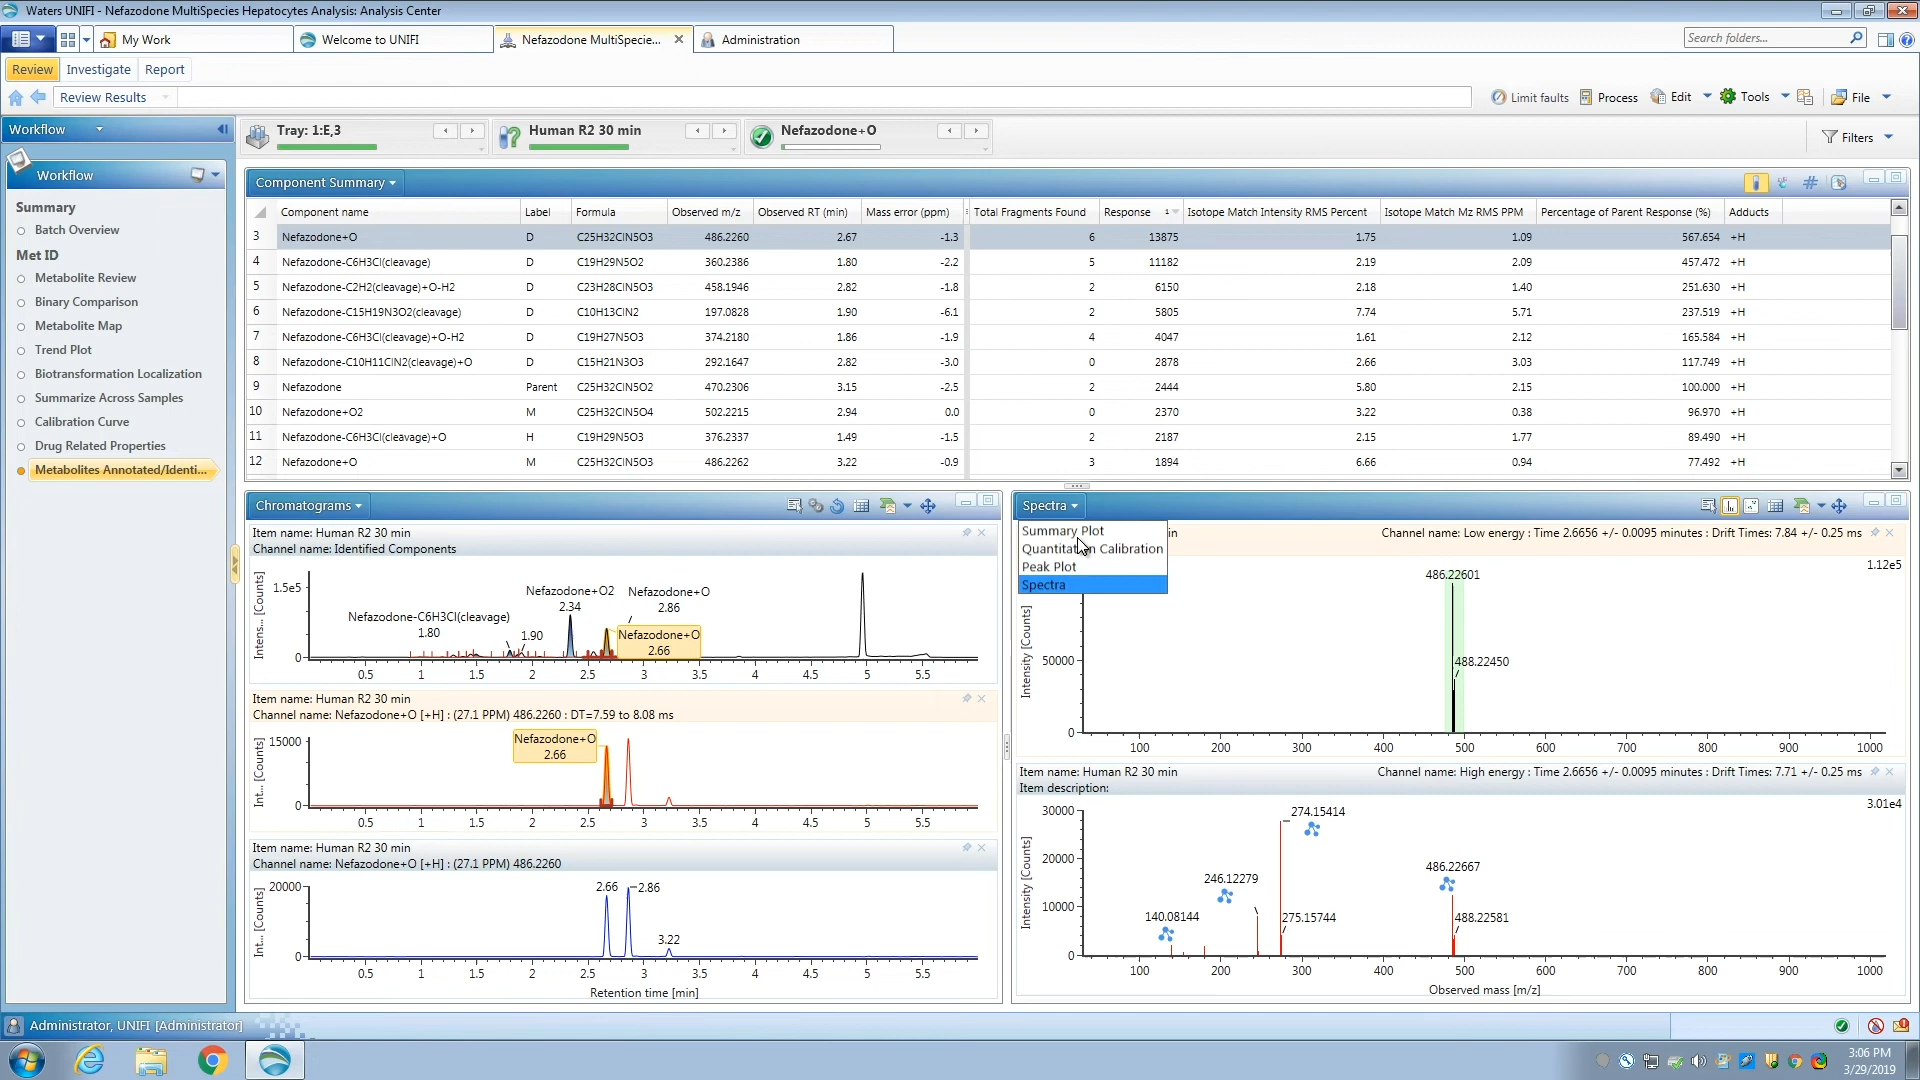 Waters UNIFI - Nefazodone MultiSpecies Hepatocytes Analysis: Analysis Center
My Work
Welcome to UNIFI
Nefazodone MultiSpecie...
Administration
Search folders...
Review
Investigate
Report
Review Results
Limit faults
Process
Edit
Tools
File
Workflow
Tray: 1:E,3
Human R2 30 min
Nefazodone+O
Filters
Workflow
Summary
Batch Overview
Met ID
Metabolite Review
Binary Comparison
Metabolite Map
Trend Plot
Biotransformation Localization
Summarize Across Samples
Calibration Curve
Drug Related Properties
Metabolites Annotated/Identi...
Component Summary
Component name Label Formula Observed m/z Observed RT (min) Mass error (ppm) Total Fragments Found Response 1 Isotope Match Intensity RMS Percent Isotope Match Mz RMS PPM Percentage of Parent Response (%) Adducts
3 Nefazodone+O D C25H32ClN5O3 486.2260 2.67 -1.3 6 13875 1.75 1.09 567.654 +H
4 Nefazodone-C6H3Cl(cleavage) D C19H29N5O2 360.2386 1.80 -2.2 5 11182 2.19 2.09 457.472 +H
5 Nefazodone-C2H2(cleavage)+O-H2 D C23H28ClN5O3 458.1946 2.82 -1.8 2 6150 2.18 1.40 251.630 +H
6 Nefazodone-C15H19N3O2(cleavage) D C10H13ClN2 197.0828 1.90 -6.1 2 5805 7.74 5.71 237.519 +H
7 Nefazodone-C6H3Cl(cleavage)+O-H2 D C19H27N5O3 374.2180 1.86 -1.9 4 4047 1.61 2.12 165.584 +H
8 Nefazodone-C10H11ClN2(cleavage)+O D C15H21N3O3 292.1647 2.82 -3.0 0 2878 2.66 3.03 117.749 +H
9 Nefazodone Parent C25H32ClN5O2 470.2306 3.15 -2.5 2 2444 5.80 2.15 100.000 +H
10 Nefazodone+O2 M C25H32ClN5O4 502.2215 2.94 0.0 0 2370 3.22 0.38 96.970 +H
11 Nefazodone-C6H3Cl(cleavage)+O H C19H29N5O3 376.2337 1.49 -1.5 2 2187 2.15 1.77 89.490 +H
12 Nefazodone+O M C25H32ClN5O3 486.2262 3.22 -0.9 3 1894 6.66 0.94 77.492 +H
Chromatograms
Item name: Human R2 30 min
Channel name: Identified Components
Intens... [Counts]
1.5e5
0
Nefazodone-C6H3Cl(cleavage)
1.80
1.90
Nefazodone+O2
2.34
Nefazodone+O
2.86
Nefazodone+O
2.66
0.5 1 1.5 2 2.5 3 3.5 4 4.5 5 5.5
Item name: Human R2 30 min
Channel name: Nefazodone+O [+H] : (27.1 PPM) 486.2260 : DT=7.59 to 8.08 ms
Int... [Counts]
15000
0
Nefazodone+O
2.66
0.5 1 1.5 2 2.5 3 3.5 4 4.5 5 5.5
Item name: Human R2 30 min
Channel name: Nefazodone+O [+H] : (27.1 PPM) 486.2260
Int... [Counts]
20000
0
2.66
2.86
3.22
0.5 1 1.5 2 2.5 3 3.5 4 4.5 5 5.5
Retention time [min]
Spectra
Summary Plot
Quantitation Calibration
Peak Plot
Spectra
in
Channel name: Low energy : Time 2.6656 +/- 0.0095 minutes : Drift Times: 7.84 +/- 0.25 ms
1.12e5
Intensity [Counts]
50000
0
486.22601
488.22450
100 200 300 400 500 600 700 800 900 1000
Item name: Human R2 30 min
Channel name: High energy : Time 2.6656 +/- 0.0095 minutes : Drift Times: 7.71 +/- 0.25 ms
Item description:
3.01e4
Intensity [Counts]
30000
20000
10000
0
140.08144
246.12279
274.15414
275.15744
486.22667
488.22581
100 200 300 400 500 600 700 800 900 1000
Observed mass [m/z]
Administrator, UNIFI [Administrator]
3:06 PM
3/29/2019